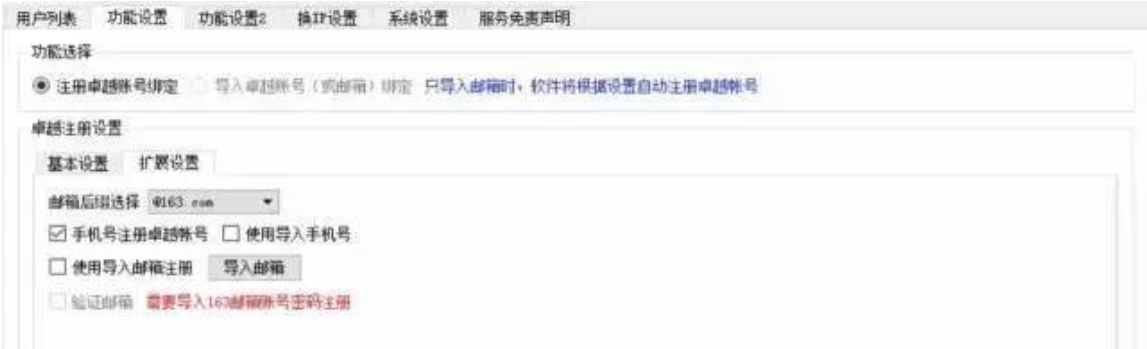 用户列表 功能设置 功能设置2 换IP设置 系统设置 服务免责声明
功能选择
注册卓越账号绑定 导入卓越账号（或邮箱）绑定 只导入邮箱时，软件将根据设置自动注册卓越帐号
卓越注册设置
基本设置 扩展设置
邮箱后缀选择 @163.com
手机号注册卓越帐号 使用导入手机号
使用导入邮箱注册 导入邮箱
验证邮箱 需要导入163邮箱账号密码注册